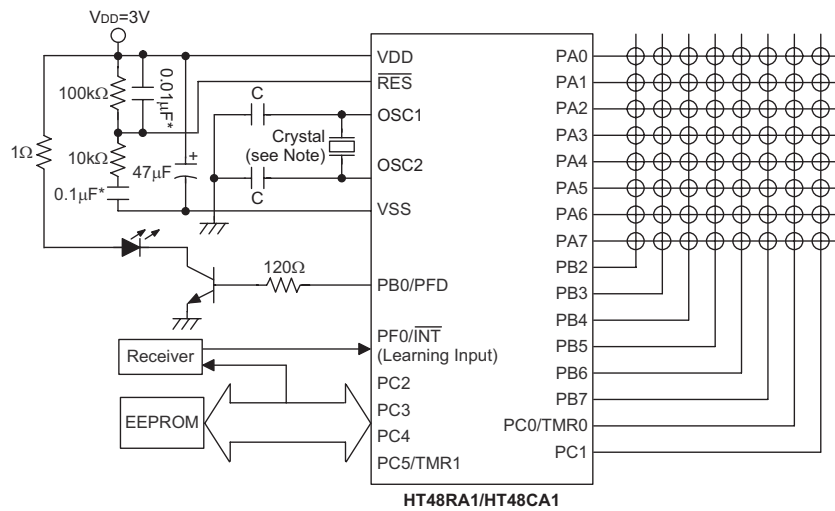 VDD=3V
100kΩ
0.01µF*
1Ω
10kΩ
0.1µF*
47µF
+
C
C
Crystal
(see Note)
120Ω
Receiver
EEPROM
VDD
RES
OSC1
OSC2
VSS
PB0/PFD
PF0/INT
(Learning Input)
PC2
PC3
PC4
PC5/TMR1
PA0
PA1
PA2
PA3
PA4
PA5
PA6
PA7
PB2
PB3
PB4
PB5
PB6
PB7
PC0/TMR0
PC1
HT48RA1/HT48CA1